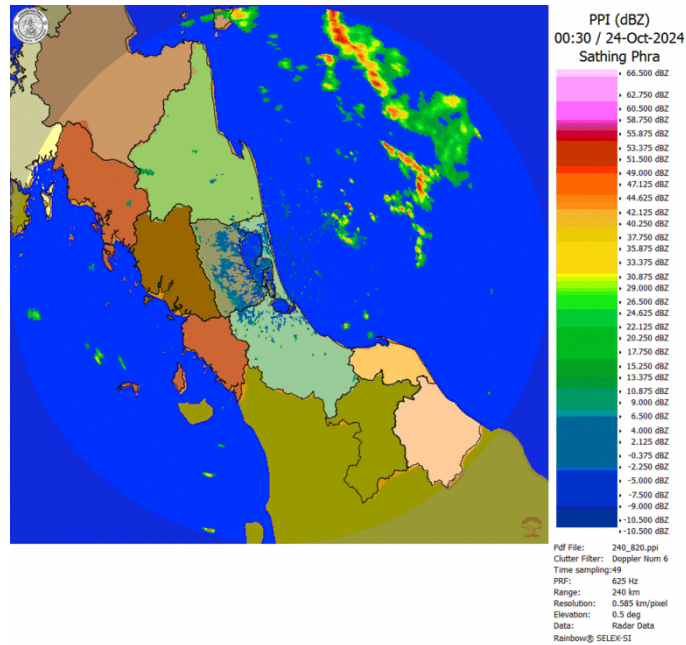 PPI (dBZ)
00:30 / 24-Oct-2024
Sathing Phra
66.500 dBZ
62.750 dBZ
60.500 dBZ
58.750 dBZ
55.875 dBZ
53.375 dBZ
51.500 dBZ
49.000 dBZ
47.125 dBZ
44.625 dBZ
42.125 dBZ
40.250 dBZ
37.750 dBZ
35.875 dBZ
33.375 dBZ
30.875 dBZ
29.000 dBZ
26.500 dBZ
24.625 dBZ
22.125 dBZ
20.250 dBZ
17.750 dBZ
15.250 dBZ
13.375 dBZ
10.875 dBZ
9.000 dBZ
6.500 dBZ
4.000 dBZ
2.125 dBZ
-0.375 dBZ
-2.250 dBZ
-5.000 dBZ
-7.500 dBZ
-9.000 dBZ
-10.500 dBZ
-10.500 dBZ
Pdf File: 240_820.ppi
Clutter Filter: Doppler Num 6
Time sampling:49
PRF: 625 Hz
Range: 240 km
Resolution: 0.585 km/pixel
Elevation: 0.5 deg
Data: Radar Data
Rainbow® SELEX-SI